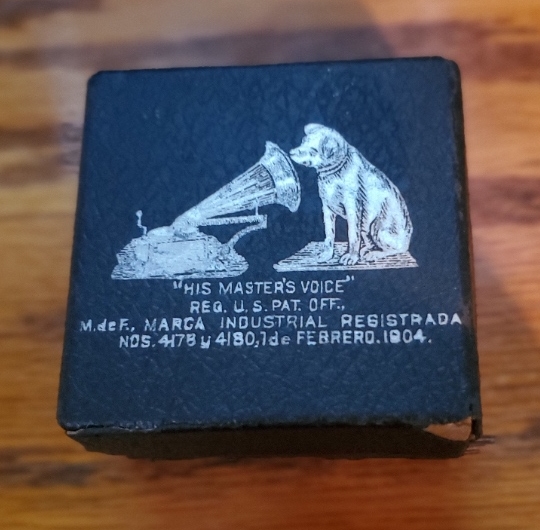 "HIS MASTER'S VOICE"
REG. U.S. PAT. OFF.,
M.deF., MARCA INDUSTRIAL REGISTRADA
NOS. 4178 y 4180,1 de FEBRERO.1904.